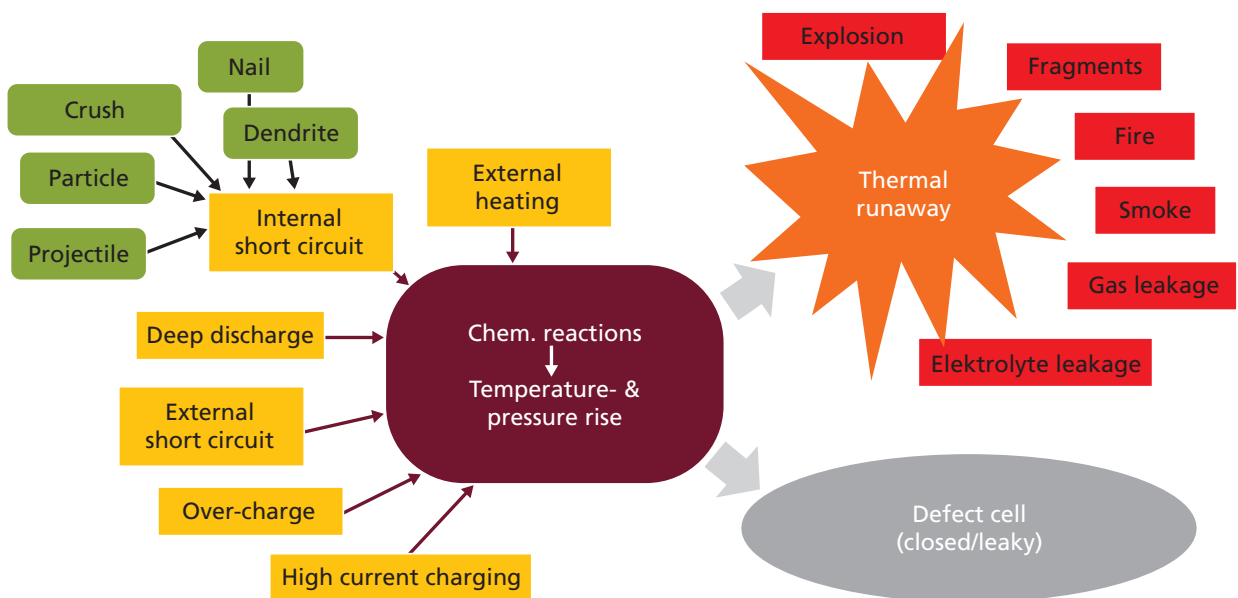 Explosion
Nail
Fragments
Crush
Dendrite
Fire
External
heating
Particle
Thermal
runaway
Internal
short circuit
Smoke
Projectile
Gas leakage
Deep discharge
Chem. reactions
Elektrolyte leakage
Temperature- &
pressure rise
External
short circuit
Over-charge
Defect cell
(closed/leaky)
High current charging